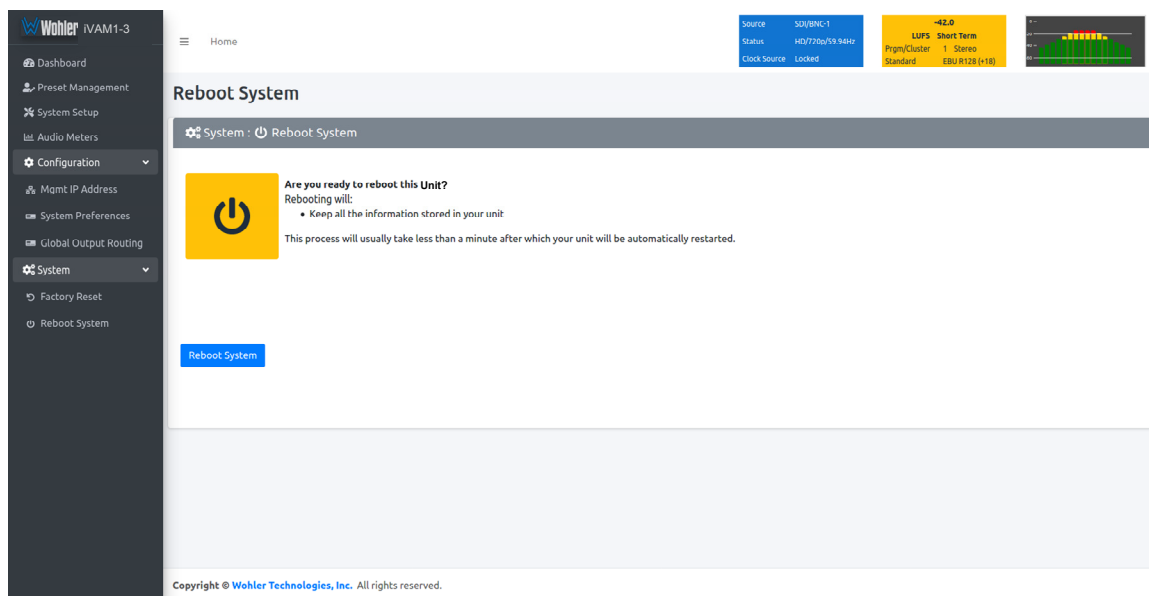 Wohler iVAM1-3
Dashboard
Preset Management
System Setup
Audio Meters
Configuration
Mgmt IP Address
System Preferences
Global Output Routing
System
Factory Reset
Reboot System
Home
Source SDI/BNC-1
Status HD/720p/59.94Hz
Clock Source Locked
-42.0
LUFS Short Term
Prgm/Cluster 1 Stereo
Standard EBU R128 (+18)
Reboot System
System : Reboot System
Are you ready to reboot this Unit?
Rebooting will:
• Keep all the information stored in your unit
This process will usually take less than a minute after which your unit will be automatically restarted.
Reboot System
Copyright © Wohler Technologies, Inc. All rights reserved.